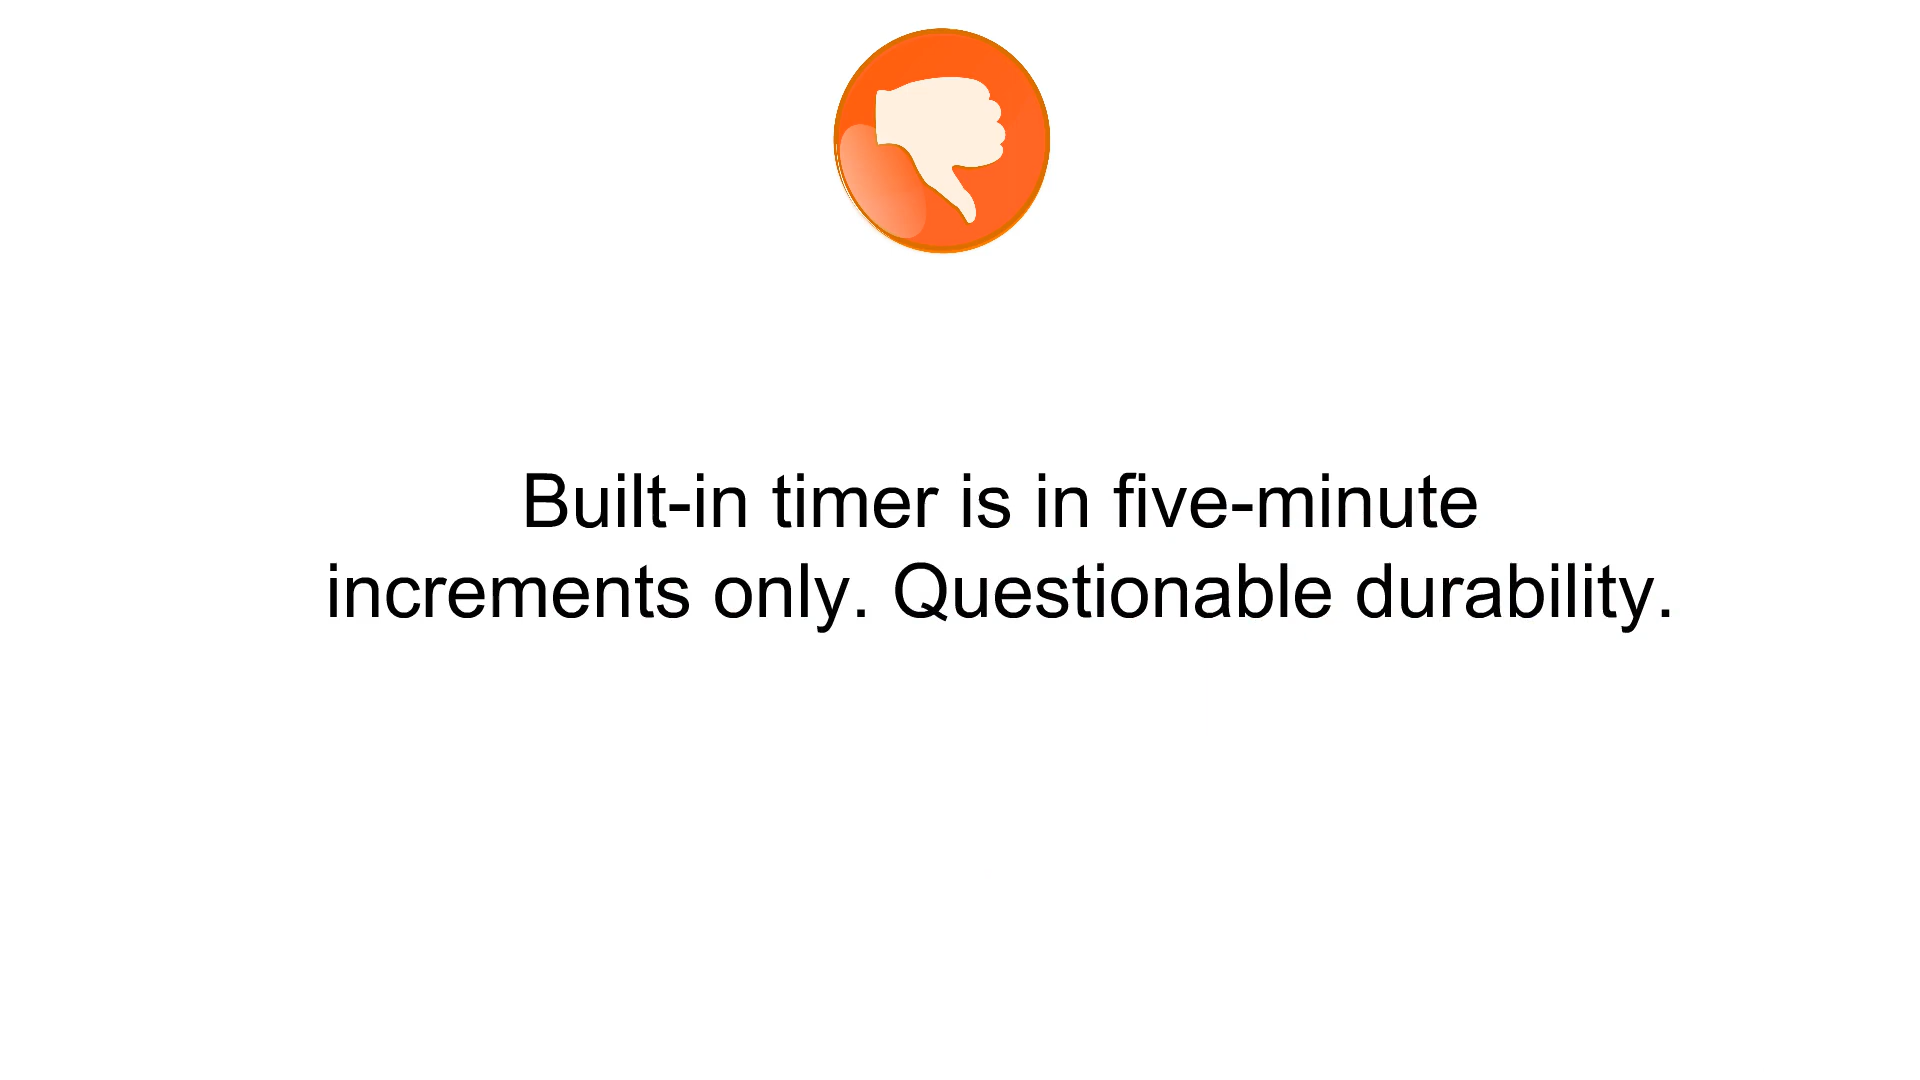 Built-in timer is in five-minute
increments only. Questionable durability.